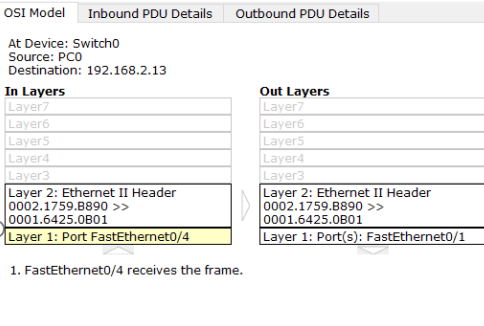 OSI Model Inbound PDU Details Outbound PDU Details
At Device: Switch0
Source: PC0
Destination: 192.168.2.13
In Layers
Layer7
Layer6
Layer5
Layer4
Layer3
Layer 2: Ethernet II Header
0002.1759.B890 >>
0001.6425.0B01
Layer 1: Port FastEthernet0/4
Out Layers
Layer7
Layer6
Layer5
Layer4
Layer3
Layer 2: Ethernet II Header
0002.1759.B890 >>
0001.6425.0B01
Layer 1: Port(s): FastEthernet0/1
1. FastEthernet0/4 receives the frame.